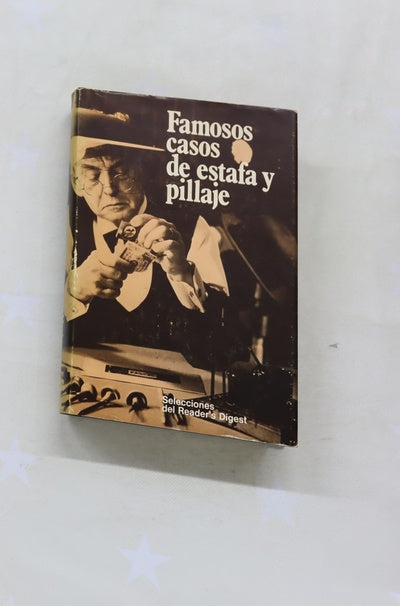 Famosos
casos
de estafa y
pillaje
Selecciones
del Reader's Digest